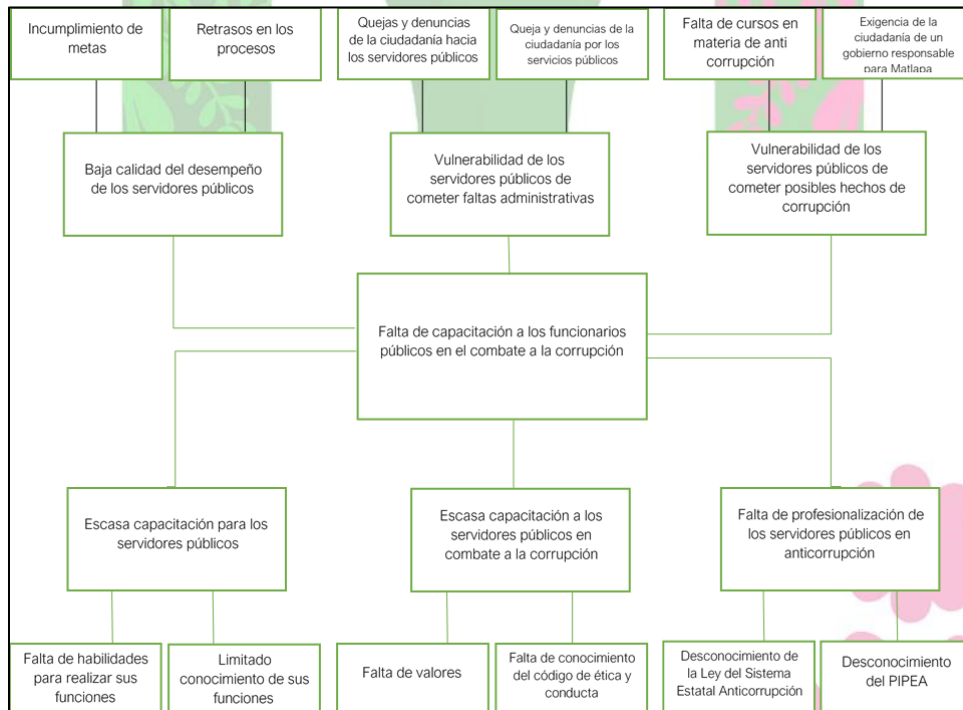 Incumplimiento de
metas
Retrasos en los
procesos
Quejas y denuncias
de la ciudadanía hacia
los servidores públicos
Queja y denuncias de la
ciudadanía por los
servicios públicos
Falta de cursos en
materia de anti
corrupción
Exigencia de la
ciudadanía de un
gobierno responsable
para Matlapa
Baja calidad del desempeño
de los servidores públicos
Vulnerabilidad de los
servidores públicos de
cometer faltas administrativas
Vulnerabilidad de los
servidores públicos de
cometer posibles hechos de
corrupción
Falta de capacitación a los funcionarios
públicos en el combate a la corrupción
Escasa capacitación para los
servidores públicos
Escasa capacitación a los
servidores públicos en
combate a la corrupción
Falta de profesionalización de
los servidores públicos en
anticorrupción
Falta de habilidades
para realizar sus
funciones
Limitado
conocimiento de sus
funciones
Falta de valores
Falta de conocimiento
del código de ética y
conducta
Desconocimiento de
la Ley del Sistema
Estatal Anticorrupción
Desconocimiento
del PIPEA